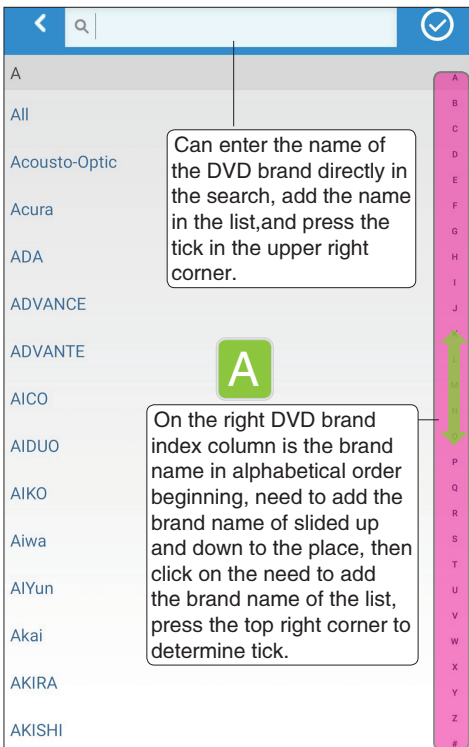 A
All
Acousto-Optic
Acura
ADA
ADVANCE
ADVANTE
AICO
AIDUO
AIKO
Aiwa
AIYun
Akai
AKIRA
AKISHI
Can enter the name of
the DVD brand directly in
the search, add the name
in the list,and press the
tick in the upper right
corner.
A
On the right DVD brand
index column is the brand
name in alphabetical order
beginning, need to add the
brand name of slided up
and down to the place, then
click on the need to add
the brand name of the list,
press the top right corner to
determine tick.
A
B
C
D
E
F
G
H
I
J
K
L
M
N
O
P
Q
R
S
T
U
V
W
X
Y
Z
#